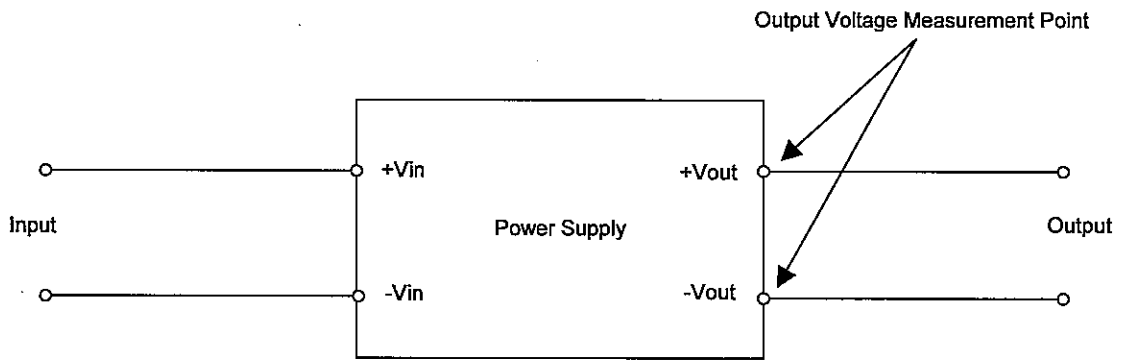 Output Voltage Measurement Point
+Vin
+Vout
Input
Power Supply
Output
-Vin
-Vout